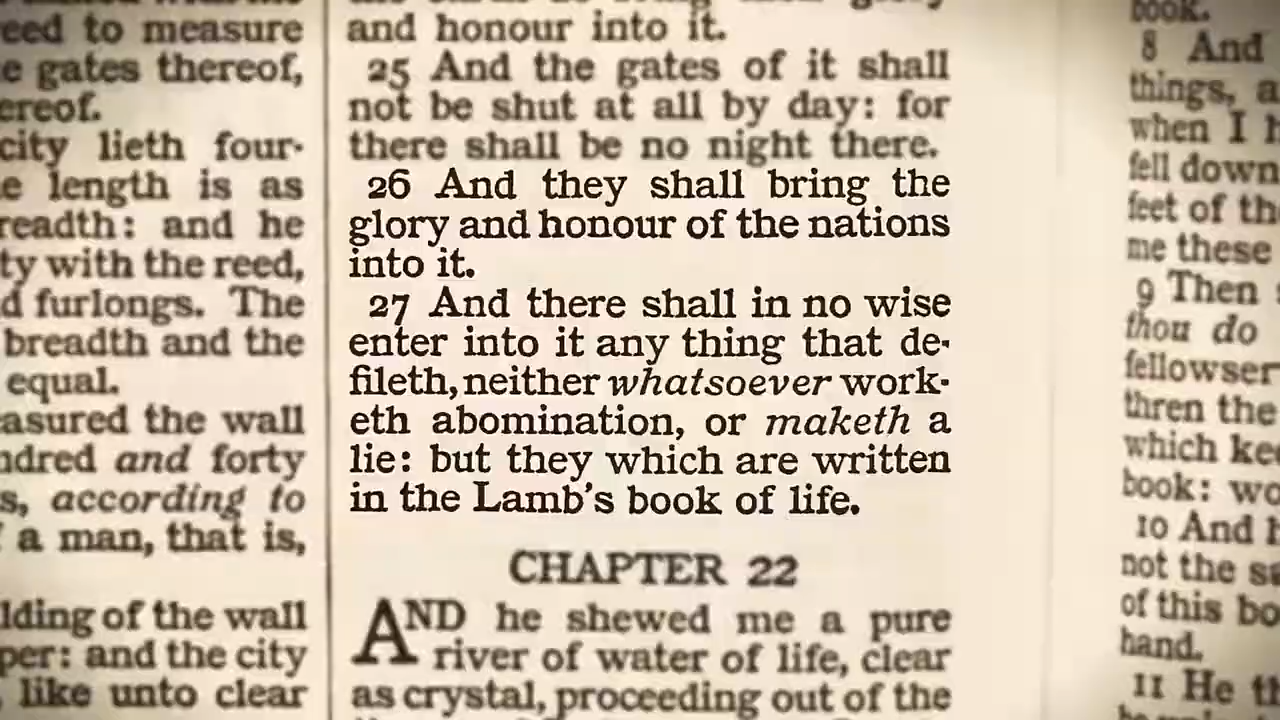 eed to measure
e gates thereof,
ereof.
city lieth four-
e length is as
readth: and he
ty with the reed,
d furlongs. The
breadth and the
equal.
asured the wall
ndred and forty
s, according to
a man, that is,
lding of the wall
per: and the city
like unto clear
and honour into it.
25 And the gates of it shall
not be shut at all by day: for
there shall be no night there.
26 And they shall bring the
glory and honour of the nations
into it.
27 And there shall in no wise
enter into it any thing that de-
fileth, neither whatsoever work-
eth abomination, or maketh a
lie: but they which are written
in the Lamb's book of life.
CHAPTER 22
AND he shewed me a pure
river of water of life, clear
as crystal, proceeding out of the
book.
8 And
things, a
when I h
fell down
feet of th
me these
9 Then
thou do
fellowser
thren the
which kee
book: wo
10 And h
not the sa
of this bo
hand.
11 He th